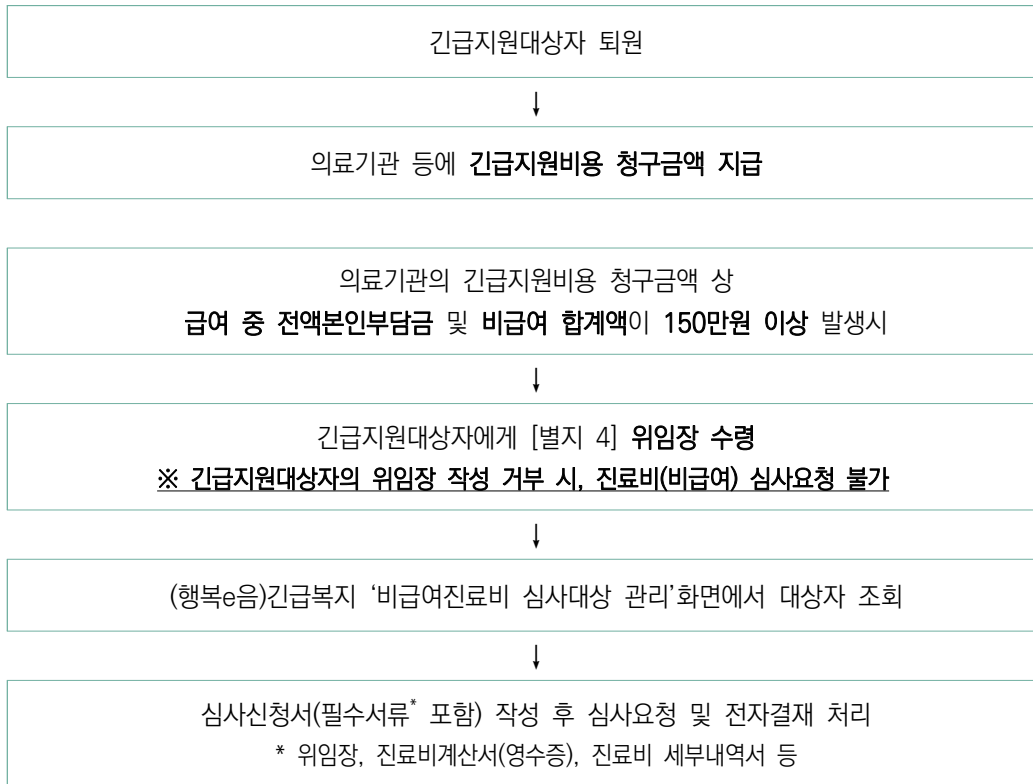 긴급지원대상자 퇴원
↓
의료기관 등에 긴급지원비용 청구금액 지급
의료기관의 긴급지원비용 청구금액 상
급여 중 전액본인부담금 및 비급여 합계액이 150만원 이상 발생시
↓
긴급지원대상자에게 [별지 4] 위임장 수령
※ 긴급지원대상자의 위임장 작성 거부 시, 진료비(비급여) 심사요청 불가
↓
(행복e음)긴급복지 ‘비급여진료비 심사대상 관리’화면에서 대상자 조회
↓
심사신청서(필수서류* 포함) 작성 후 심사요청 및 전자결재 처리
* 위임장, 진료비계산서(영수증), 진료비 세부내역서 등